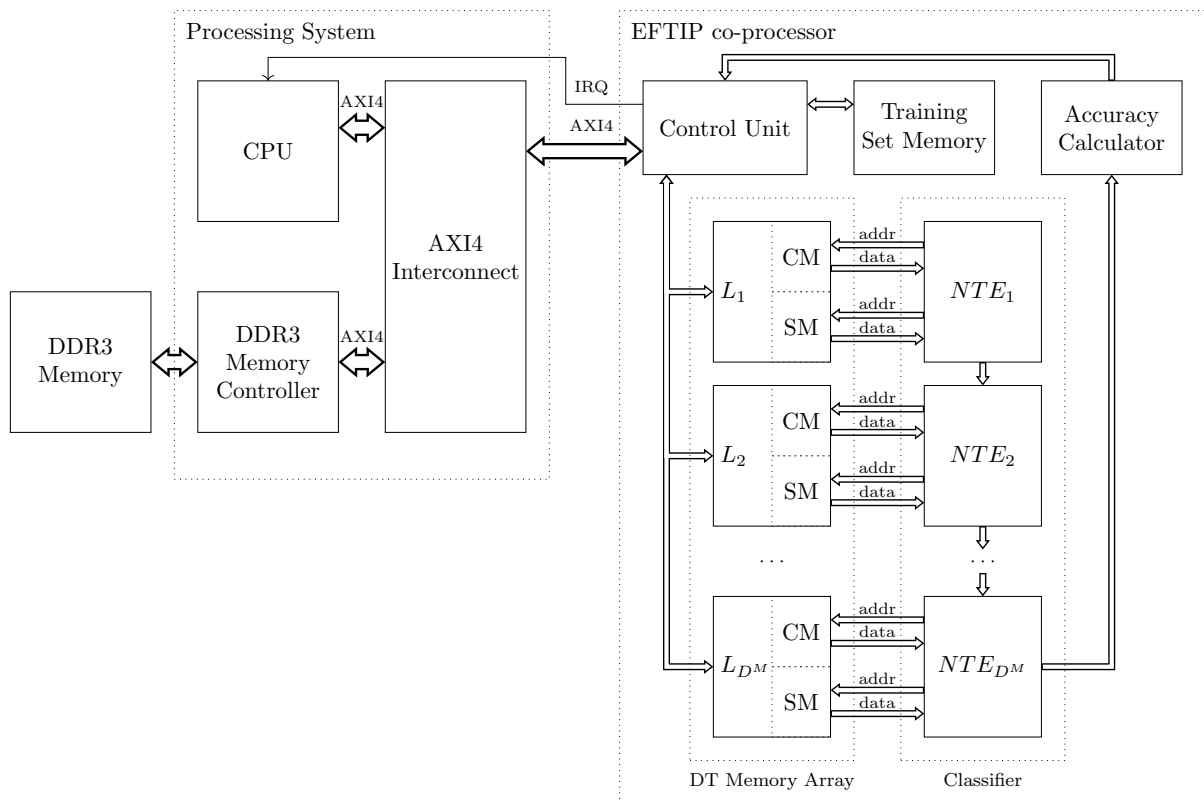 Processing System
EFTIP co-processor
IRQ
AXI4
AXI4
CPU
Control Unit
Training
Set Memory
Accuracy
Calculator
AXI4
Interconnect
DDR3
Memory
DDR3
Memory
Controller
AXI4
L1
CM
SM
addr
data
addr
data
NTE1
L2
CM
SM
addr
data
addr
data
NTE2
...
...
LDM
CM
SM
addr
data
addr
data
NTEDM
DT Memory Array
Classifier